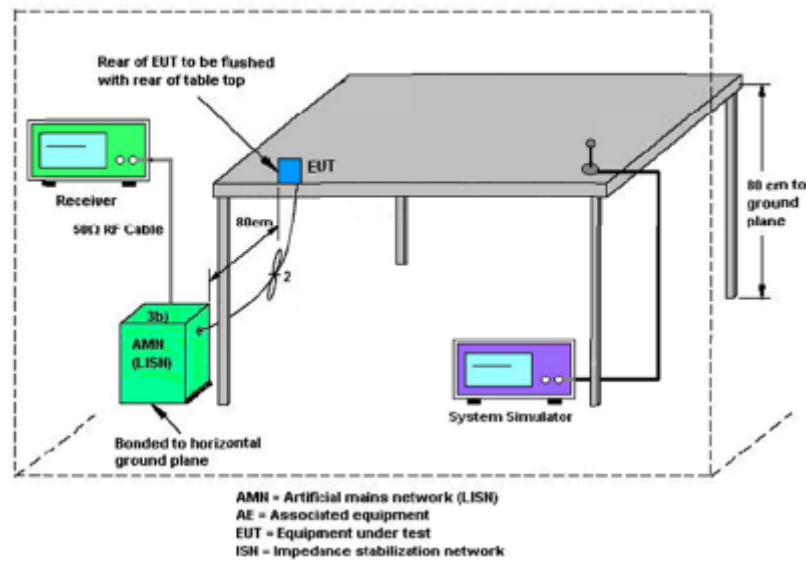 Rear of EUT to be flushed
with rear of table top
EUT
Receiver
50Ω RF Cable
80cm
2
80 cm to
ground
plane
3b)
AMN
(LISN)
System Simulator
Bonded to horizontal
ground plane
AMN = Artificial mains network (LISN)
AE = Associated equipment
EUT = Equipment under test
ISN = Impedance stabilization network